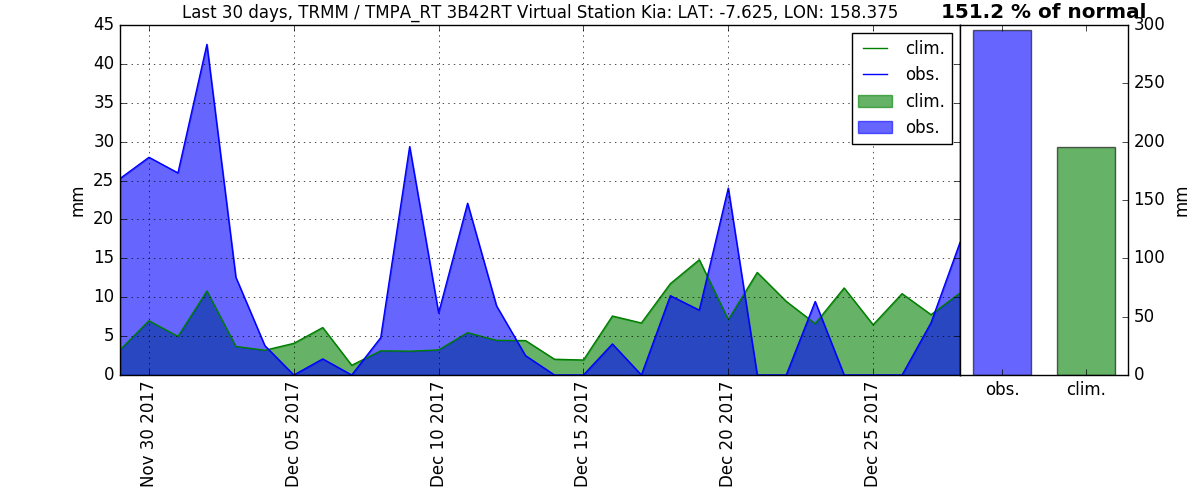 Last 30 days, TRMM / TMPA_RT 3B42RT Virtual Station Kia: LAT: -7.625, LON: 158.375
151.2 % of normal
45
40
35
30
25
20
15
10
5
0
mm
clim.
obs.
clim.
obs.
Nov 30 2017
Dec 05 2017
Dec 10 2017
Dec 15 2017
Dec 20 2017
Dec 25 2017
300
250
200
150
100
50
0
mm
obs.
clim.